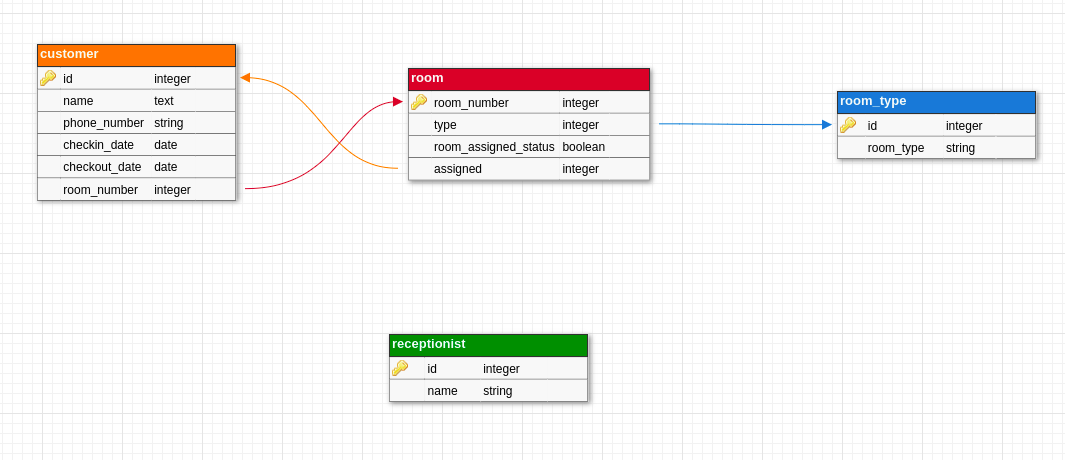 customer
id integer
name text
phone_number string
checkin_date date
checkout_date date
room_number integer
room
room_number integer
type integer
room_assigned_status boolean
assigned integer
room_type
id integer
room_type string
receptionist
id integer
name string